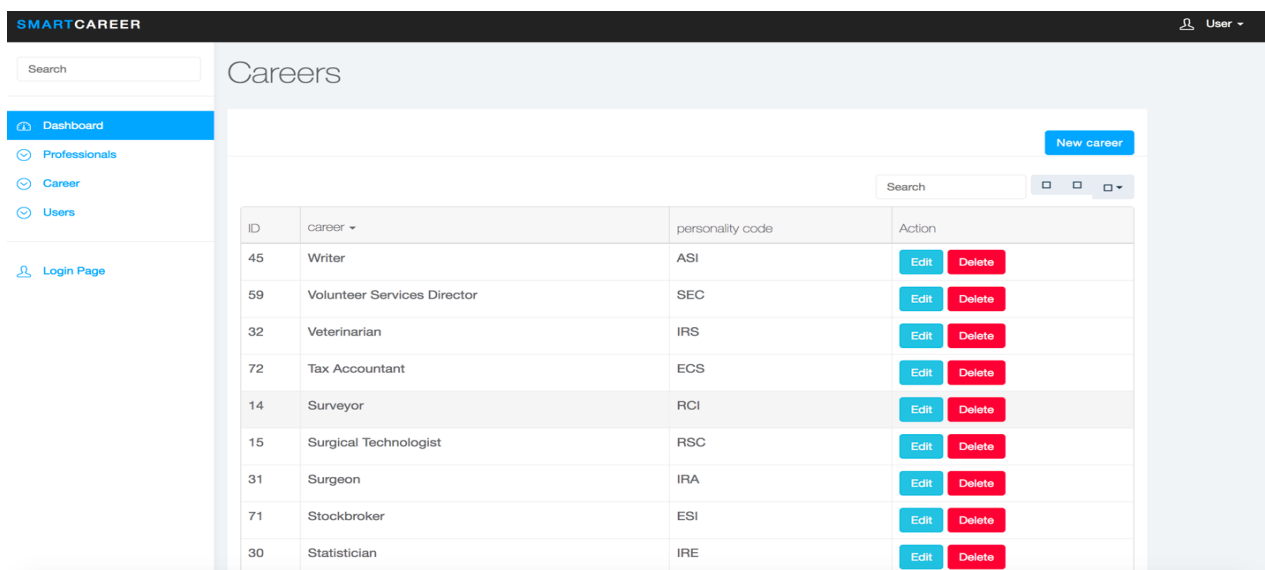 SMARTCAREER
User
Search
Careers
Dashboard
Professionals
Career
Users
Login Page
New career
Search
ID career personality code Action
45 Writer ASI Edit Delete
59 Volunteer Services Director SEC Edit Delete
32 Veterinarian IRS Edit Delete
72 Tax Accountant ECS Edit Delete
14 Surveyor RCI Edit Delete
15 Surgical Technologist RSC Edit Delete
31 Surgeon IRA Edit Delete
71 Stockbroker ESI Edit Delete
30 Statistician IRE Edit Delete